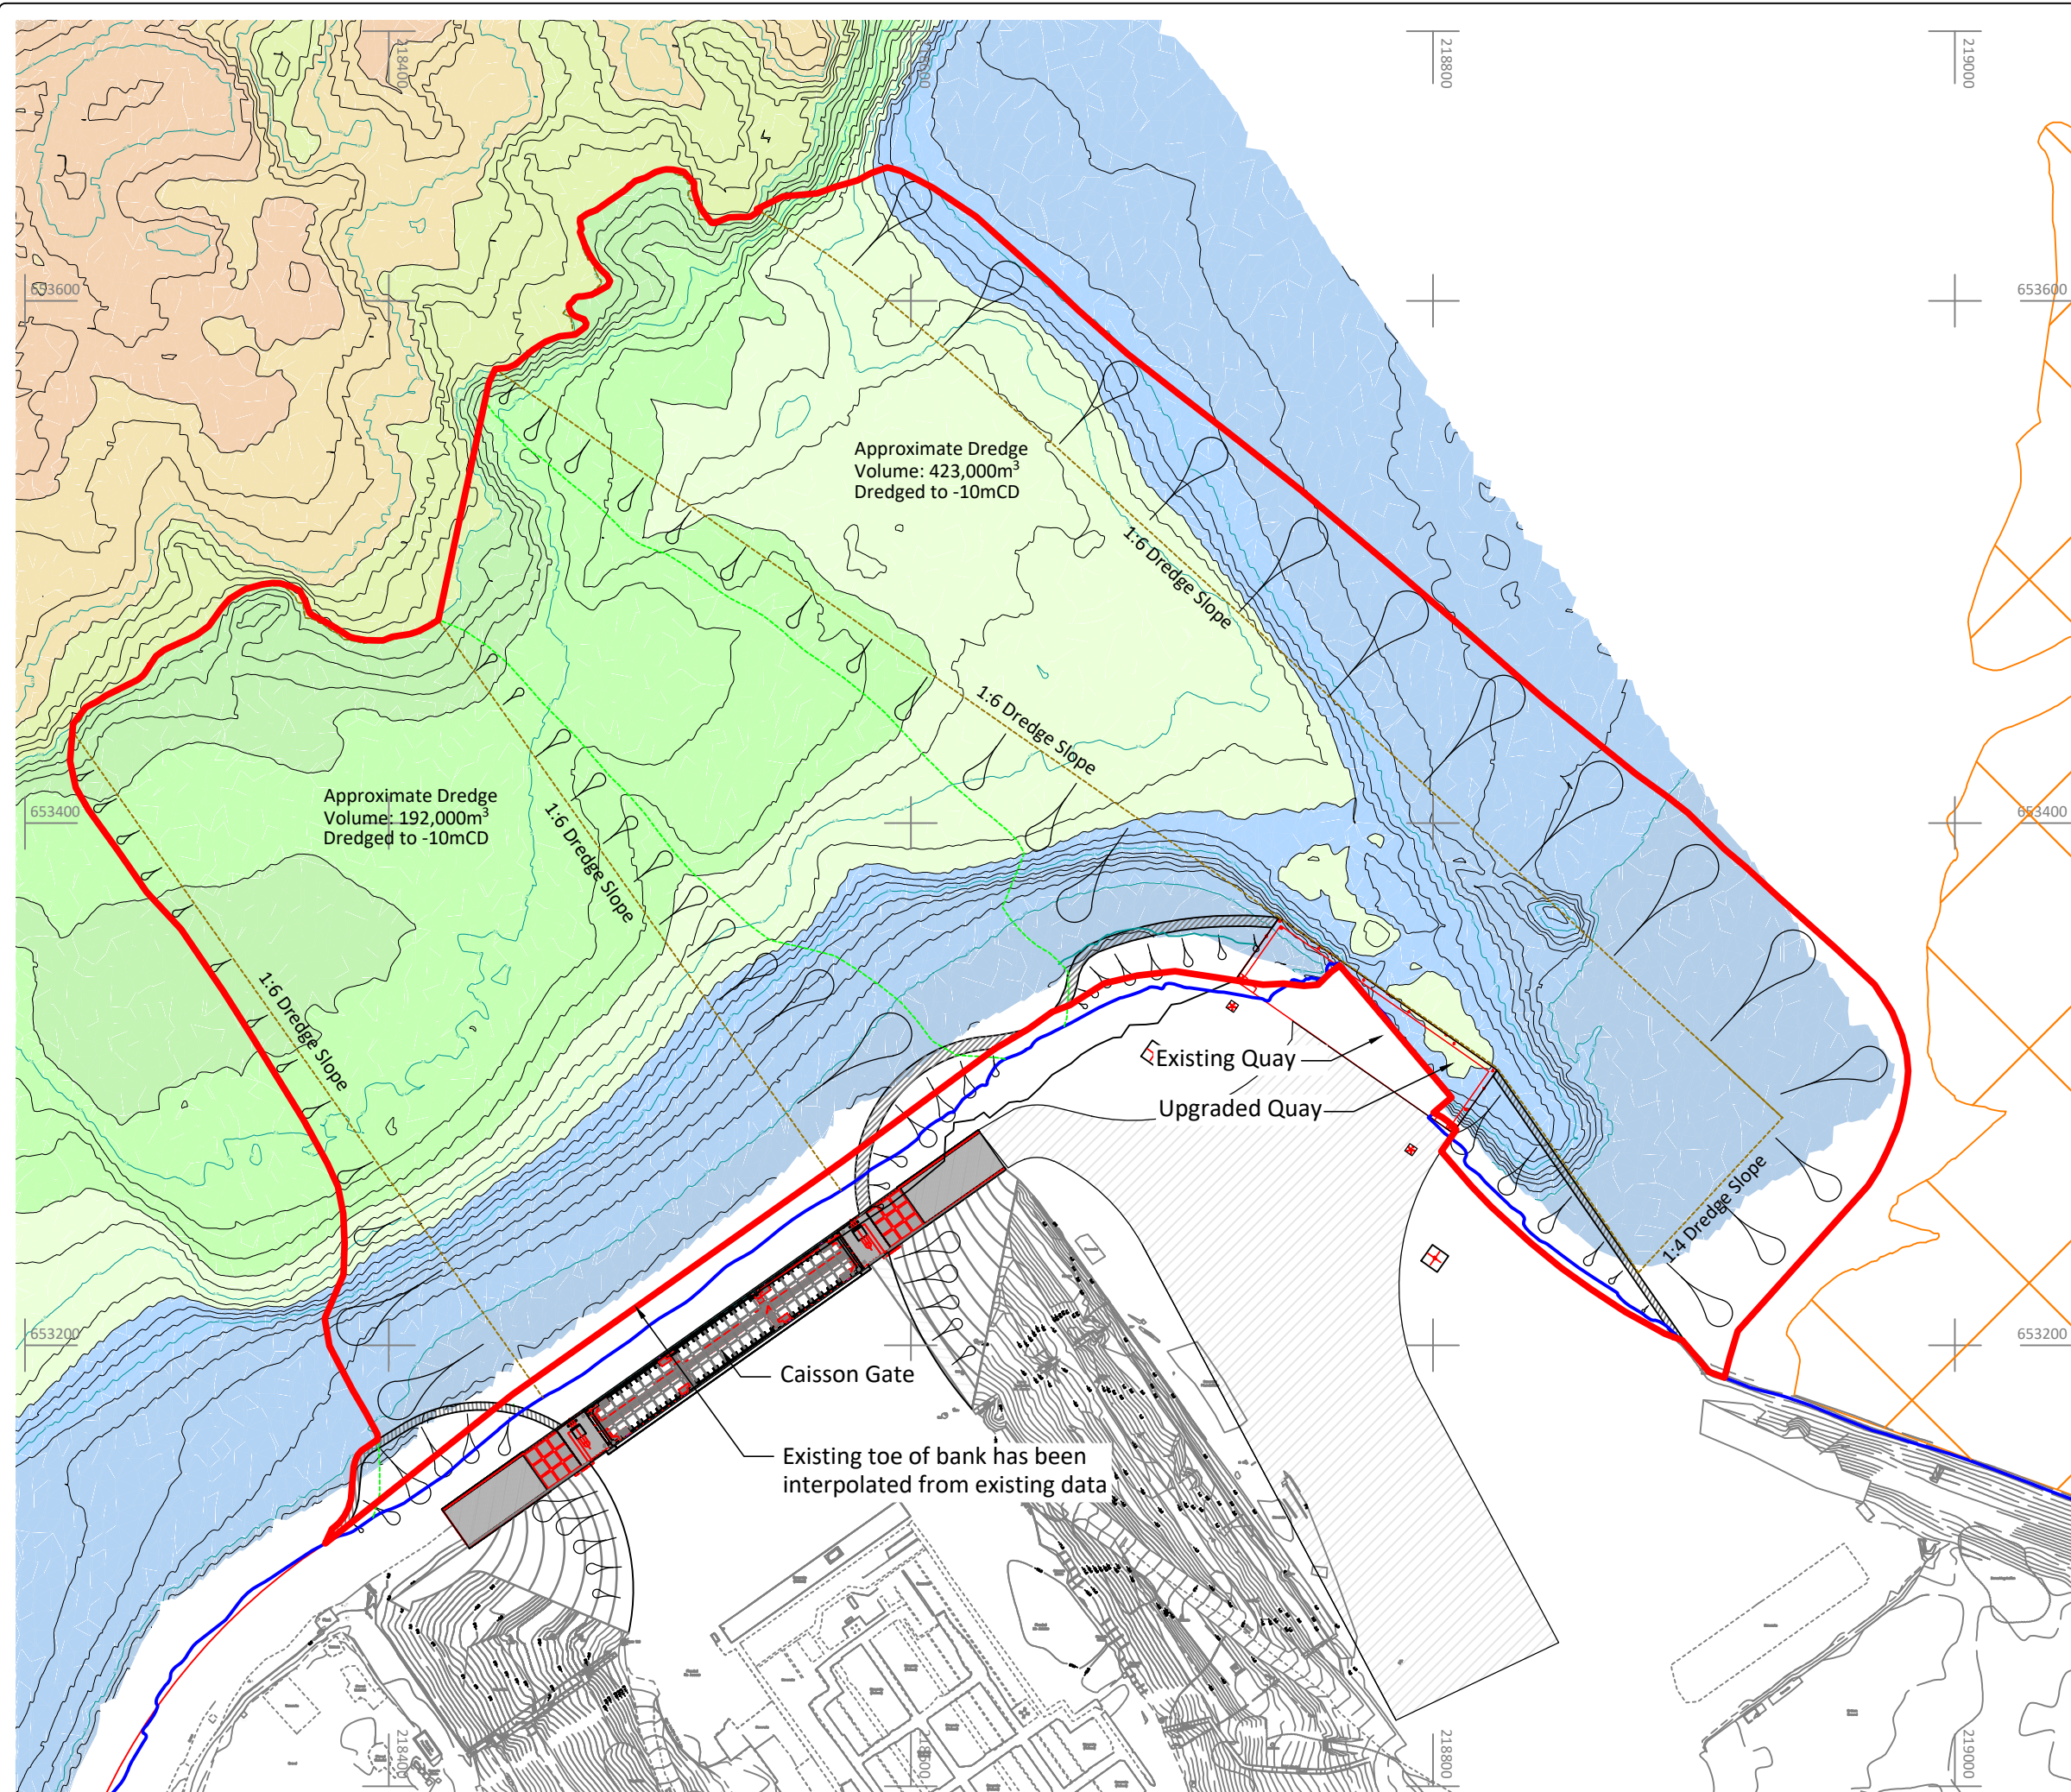 218400
218600
218800
219000
653600
653600
Approximate Dredge
Volume: 423,000m³
Dredged to -10mCD
1:6 Dredge Slope
1:6 Dredge Slope
Approximate Dredge
Volume: 192,000m³
Dredged to -10mCD
1:6 Dredge Slope
653400
653400
1:6 Dredge Slope
Existing Quay
Upgraded Quay
1:4 Dredge Slope
653200
653200
Caisson Gate
Existing toe of bank has been
interpolated from existing data
218400
218600
218800
219000